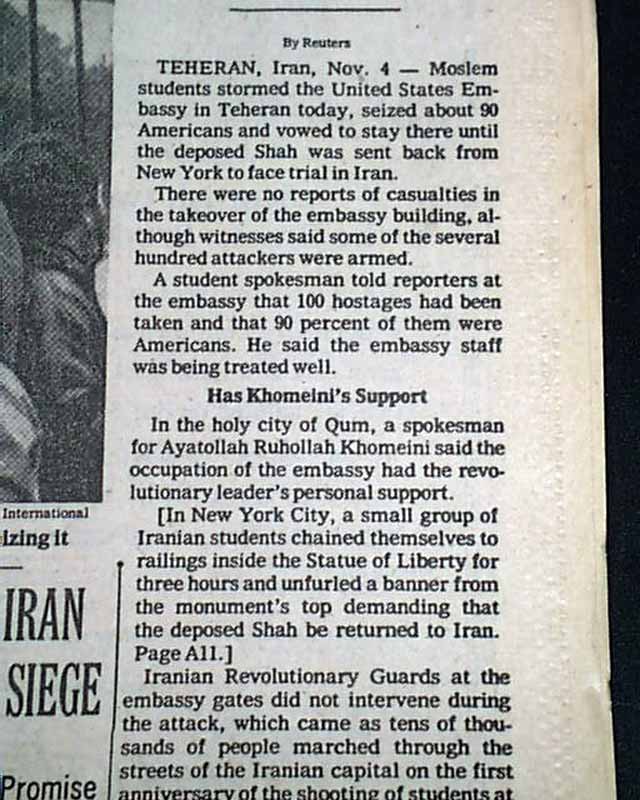 By Reuters
TEHERAN, Iran, Nov. 4 — Moslem
students stormed the United States Em-
bassy in Teheran today, seized about 90
Americans and vowed to stay there until
the deposed Shah was sent back from
New York to face trial in Iran.
There were no reports of casualties in
the takeover of the embassy building, al-
though witnesses said some of the several
hundred attackers were armed.
A student spokesman told reporters at
the embassy that 100 hostages had been
taken and that 90 percent of them were
Americans. He said the embassy staff
was being treated well.
Has Khomeini's Support
In the holy city of Qum, a spokesman
for Ayatollah Ruhollah Khomeini said the
occupation of the embassy had the revo-
lutionary leader's personal support.
[In New York City, a small group of
Iranian students chained themselves to
railings inside the Statue of Liberty for
three hours and unfurled a banner from
the monument's top demanding that
the deposed Shah be returned to Iran.
Page A11.]
Iranian Revolutionary Guards at the
embassy gates did not intervene during
the attack, which came as tens of thou-
sands of people marched through the
streets of the Iranian capital on the first
anniversary of the shooting of students at
International
izing it
IRAN
SIEGE
Promise